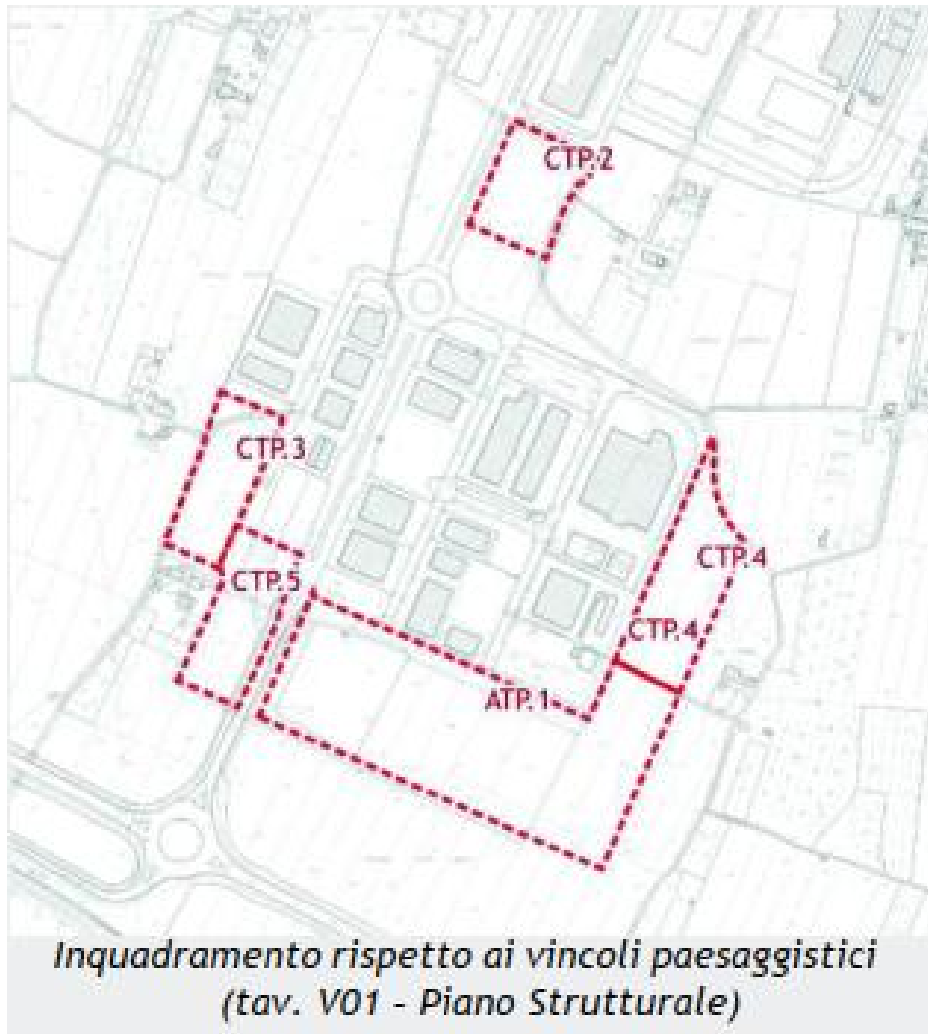 CTP.2
CTP.3
CTP.4
CTP.5
CTP.4
ATP.1
Inquadramento rispetto ai vincoli paesaggistici
(tav. V01 - Piano Strutturale)